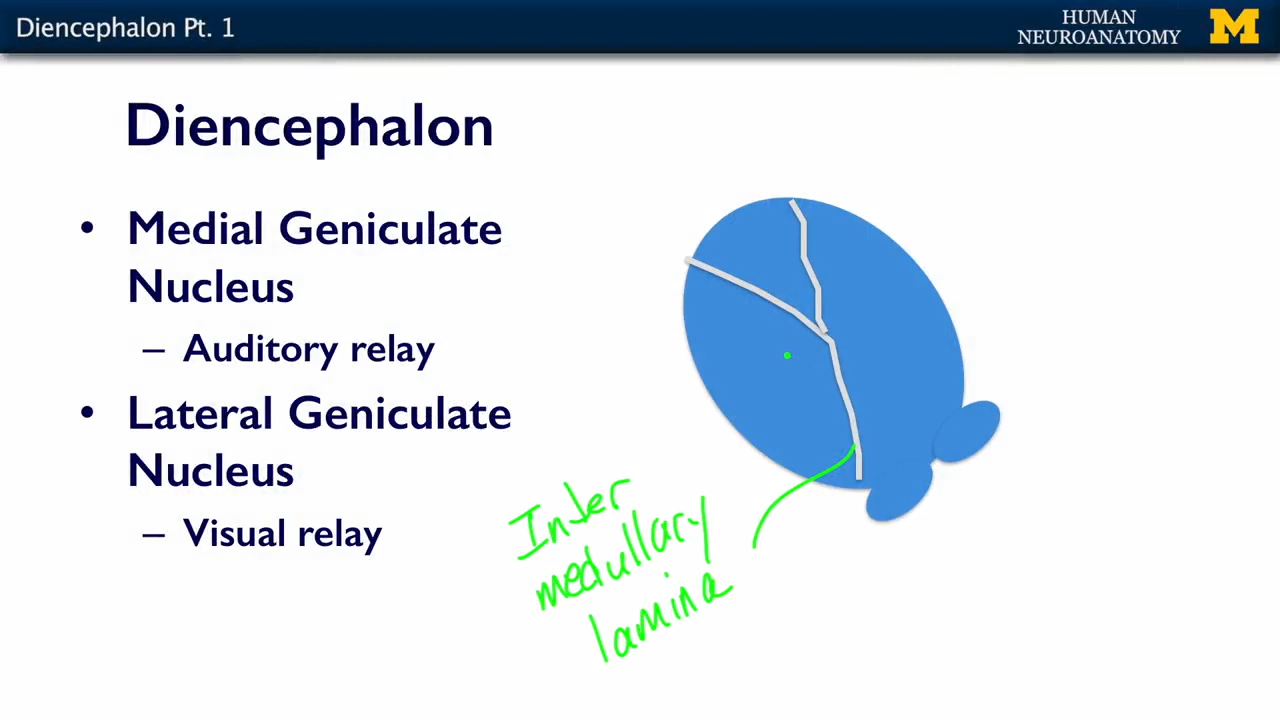 Diencephalon Pt. 1
HUMAN
NEUROANATOMY
M
Diencephalon
• Medial Geniculate
Nucleus
– Auditory relay
• Lateral Geniculate
Nucleus
– Visual relay
Inter
medullary
lamina